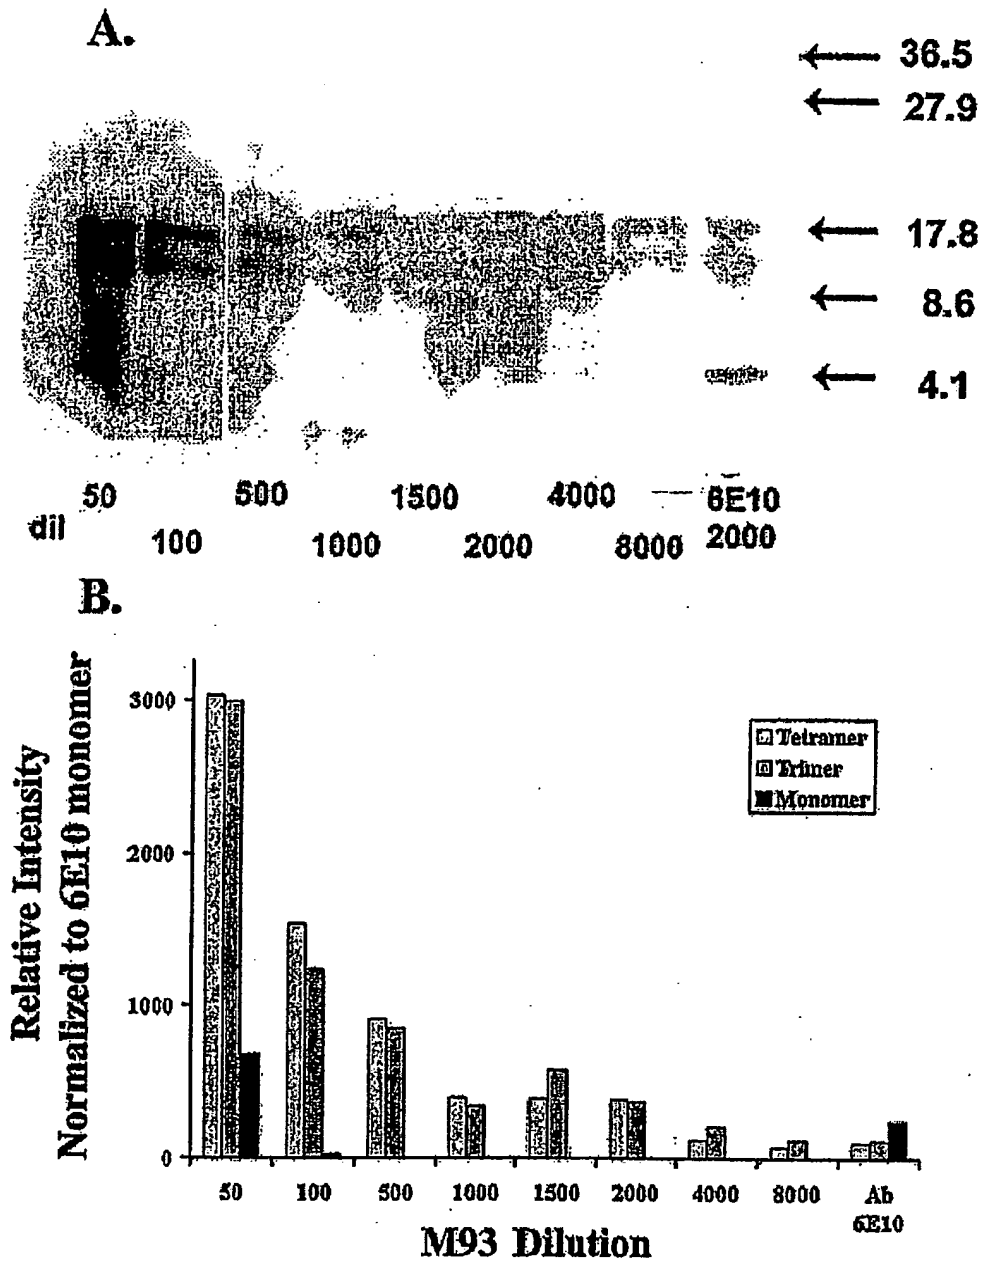 A.
36.5
27.9
17.8
8.6
4.1
50 500 1500 4000 6E10
dil 100 1000 2000 8000 2000
B.
Relative Intensity
Normalized to 6E10 monomer
3000
2000
1000
0
Tetramer
Trimer
Monomer
50 100 500 1000 1500 2000 4000 8000 Ab
6E10
M93 Dilution